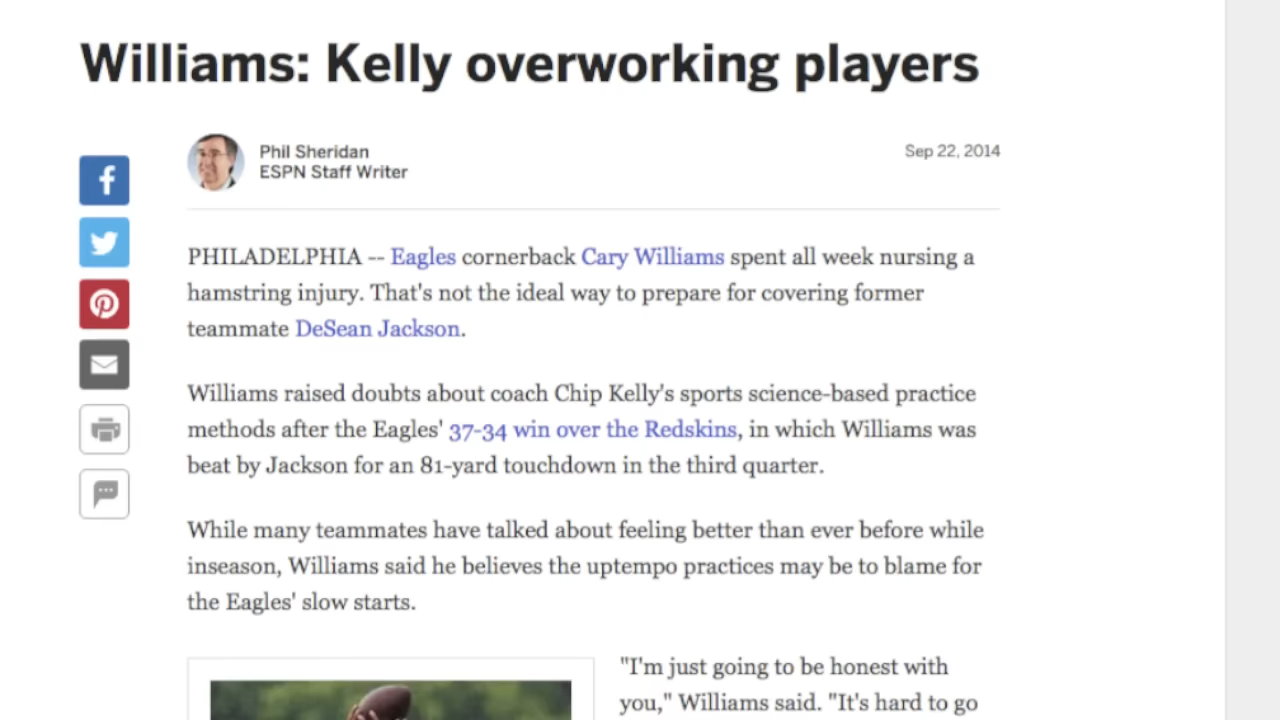 Williams: Kelly overworking players
Phil Sheridan
ESPN Staff Writer
Sep 22, 2014
PHILADELPHIA -- Eagles cornerback Cary Williams spent all week nursing a
hamstring injury. That's not the ideal way to prepare for covering former
teammate DeSean Jackson.
Williams raised doubts about coach Chip Kelly's sports science-based practice
methods after the Eagles' 37-34 win over the Redskins, in which Williams was
beat by Jackson for an 81-yard touchdown in the third quarter.
While many teammates have talked about feeling better than ever before while
inseason, Williams said he believes the uptempo practices may be to blame for
the Eagles' slow starts.
"I'm just going to be honest with
you," Williams said. "It's hard to go